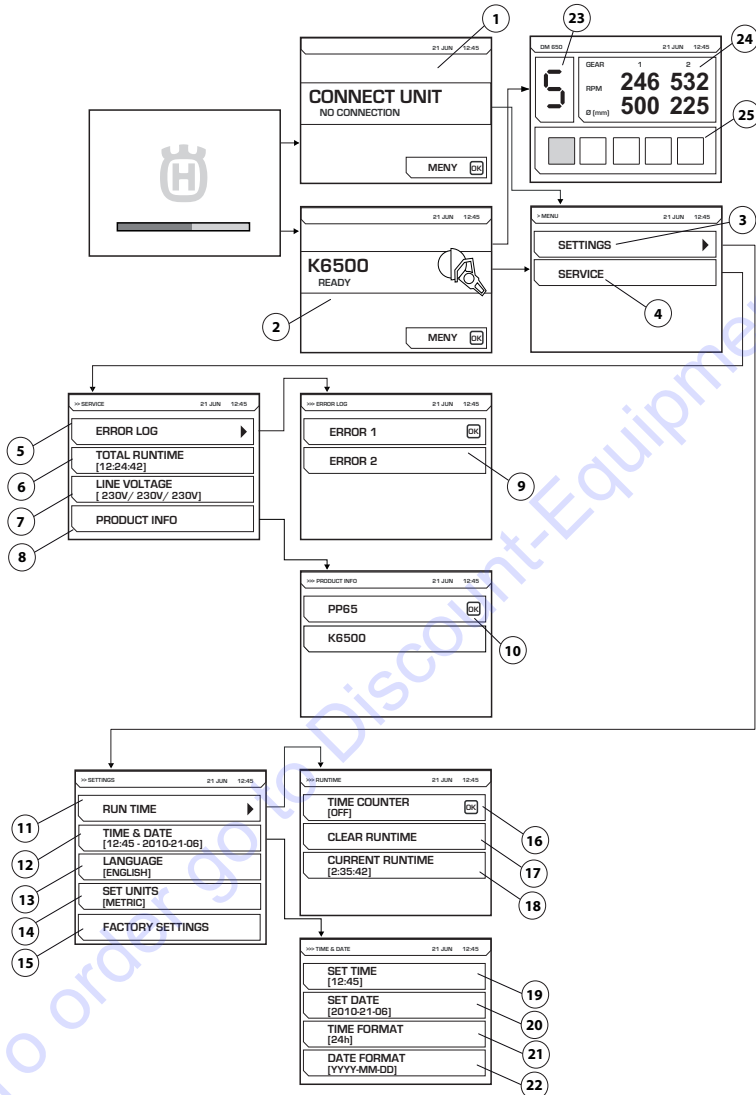 1
21 JUN 12:45
CONNECT UNIT
NO CONNECTION
MENY OK
23
DM 650 21 JUN 12:45
24
GEAR 1 2
RPM 246 532
Ø (mm) 500 225
S
25
H
21 JUN 12:45
K6500
READY
2
MENY OK
> MENU 21 JUN 12:45
SETTINGS
3
SERVICE
4
>> SERVICE 21 JUN 12:45
5
ERROR LOG
6
TOTAL RUNTIME
[12:24:42]
7
LINE VOLTAGE
[ 230V/ 230V/ 230V]
8
PRODUCT INFO
>>> ERROR LOG 21 JUN 12:45
ERROR 1 OK
ERROR 2
9
>>> PRODUCT INFO 21 JUN 12:45
PP65 OK
10
K6500
>> SETTINGS 21 JUN 12:45
11
RUN TIME
12
TIME & DATE
[12:45 - 2010-21-06]
13
LANGUAGE
[ENGLISH]
14
SET UNITS
[METRIC]
15
FACTORY SETTINGS
>>> RUNTIME 21 JUN 12:45
TIME COUNTER
[OFF] OK
16
CLEAR RUNTIME
17
CURRENT RUNTIME
[2:35:42]
18
>>> TIME & DATE 21 JUN 12:45
SET TIME
[12:45]
19
SET DATE
[2010-21-06]
20
TIME FORMAT
[24h]
21
DATE FORMAT
[YYYY-MM-DD]
22
To order go to Discount-Equipmen